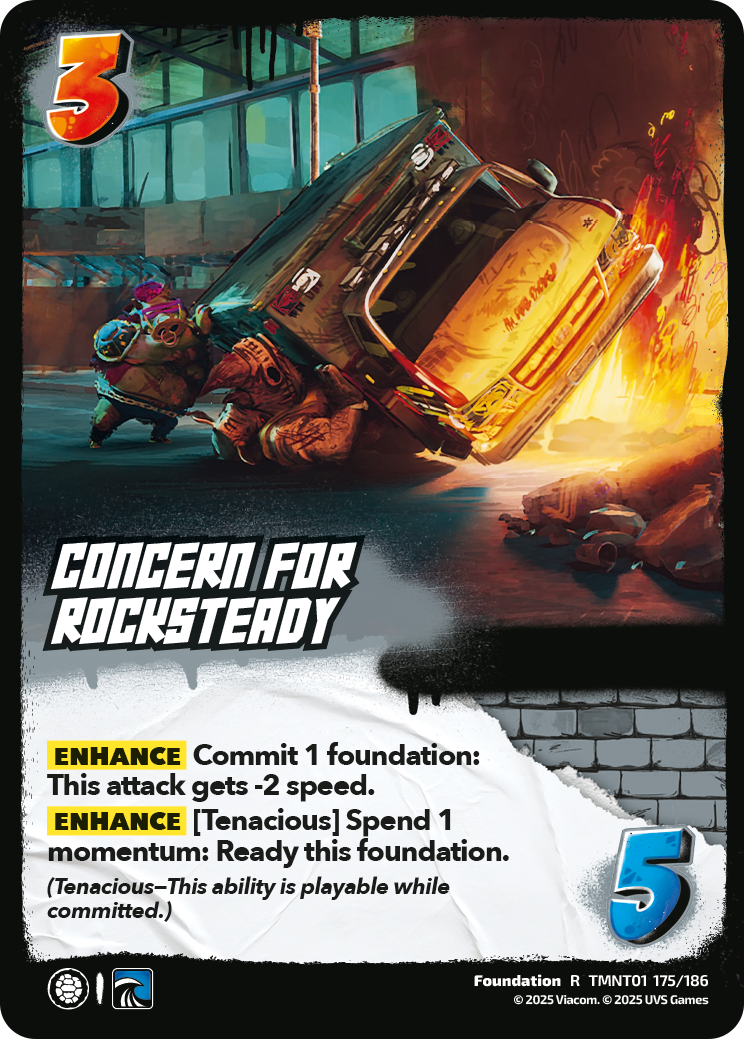 3
CONCERN FOR
ROCKSTEADY
ENHANCE Commit 1 foundation:
This attack gets -2 speed.
ENHANCE [Tenacious] Spend 1
momentum: Ready this foundation.
(Tenacious—This ability is playable while
committed.)
5
Foundation R TMNT01 175/186
© 2025 Viacom. © 2025 UVS Games